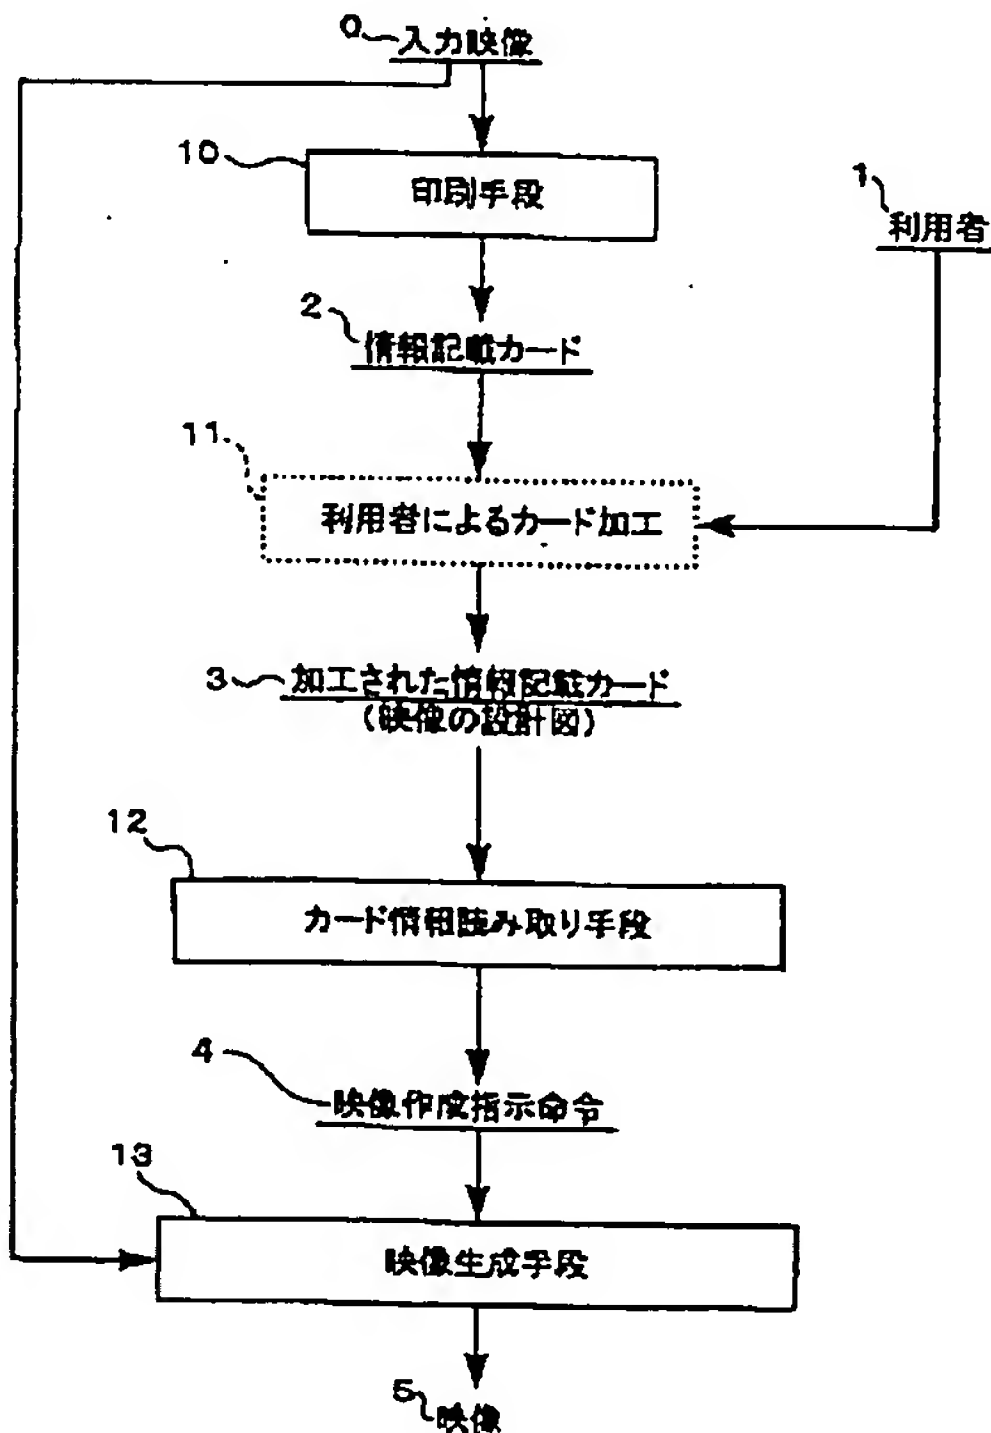 0 入力映像
10
印刷手段
1 利用者
2 情報記載カード
11
利用者によるカード加工
3 加工された情報記載カード
(映像の設計図)
12
カード情報読み取り手段
4 映像作成指示命令
13
映像生成手段
5 映像